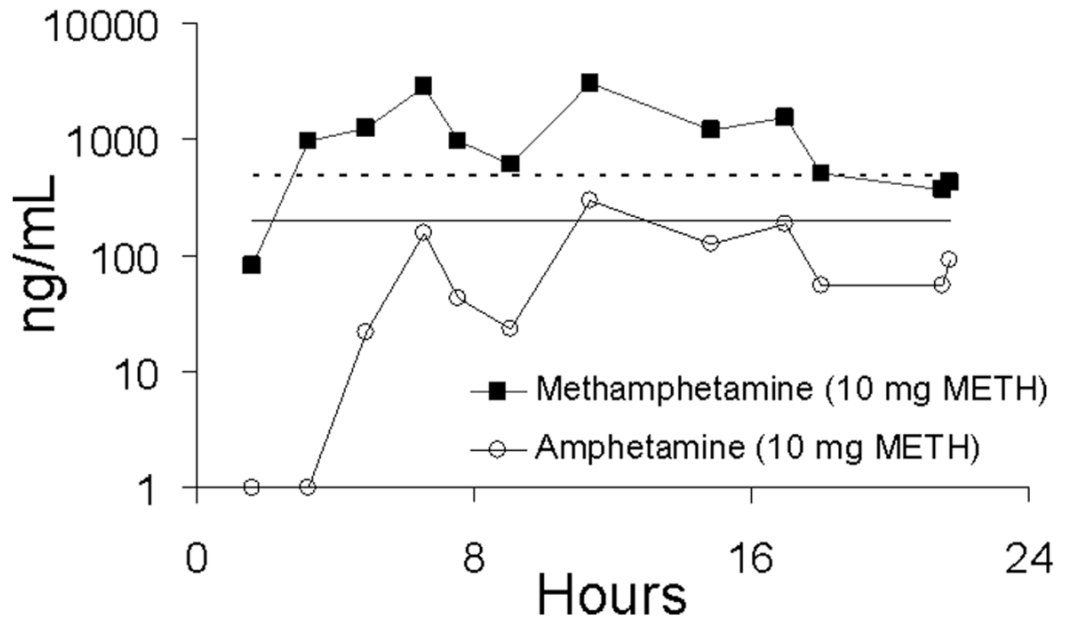 10000
1000
100
10
1
ng/mL
Methamphetamine (10 mg METH)
Amphetamine (10 mg METH)
0 8 16 24
Hours